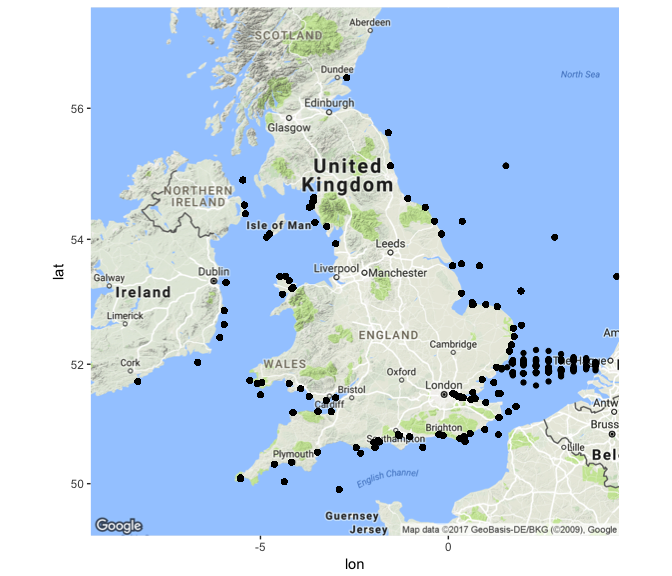 Aberdeen
SCOTLAND
Dundee
North Sea
56
Edinburgh
Glasgow
United
Kingdom
NORTHERN
IRELAND
Isle of Man
54
Leeds
Dublin
Liverpool
Manchester
Galway
Ireland
Limerick
ENGLAND
Am
Cambridge
The Hague
52
Cork
WALES
Oxford
London
Bristol
Antw
Cardiff
Brighton
Bruss
Southampton
Lille
Bel
Plymouth
English Channel
50
Guernsey
Jersey
Google
Map data ©2017 GeoBasis-DE/BKG (©2009), Google
-5
0
lon
lat